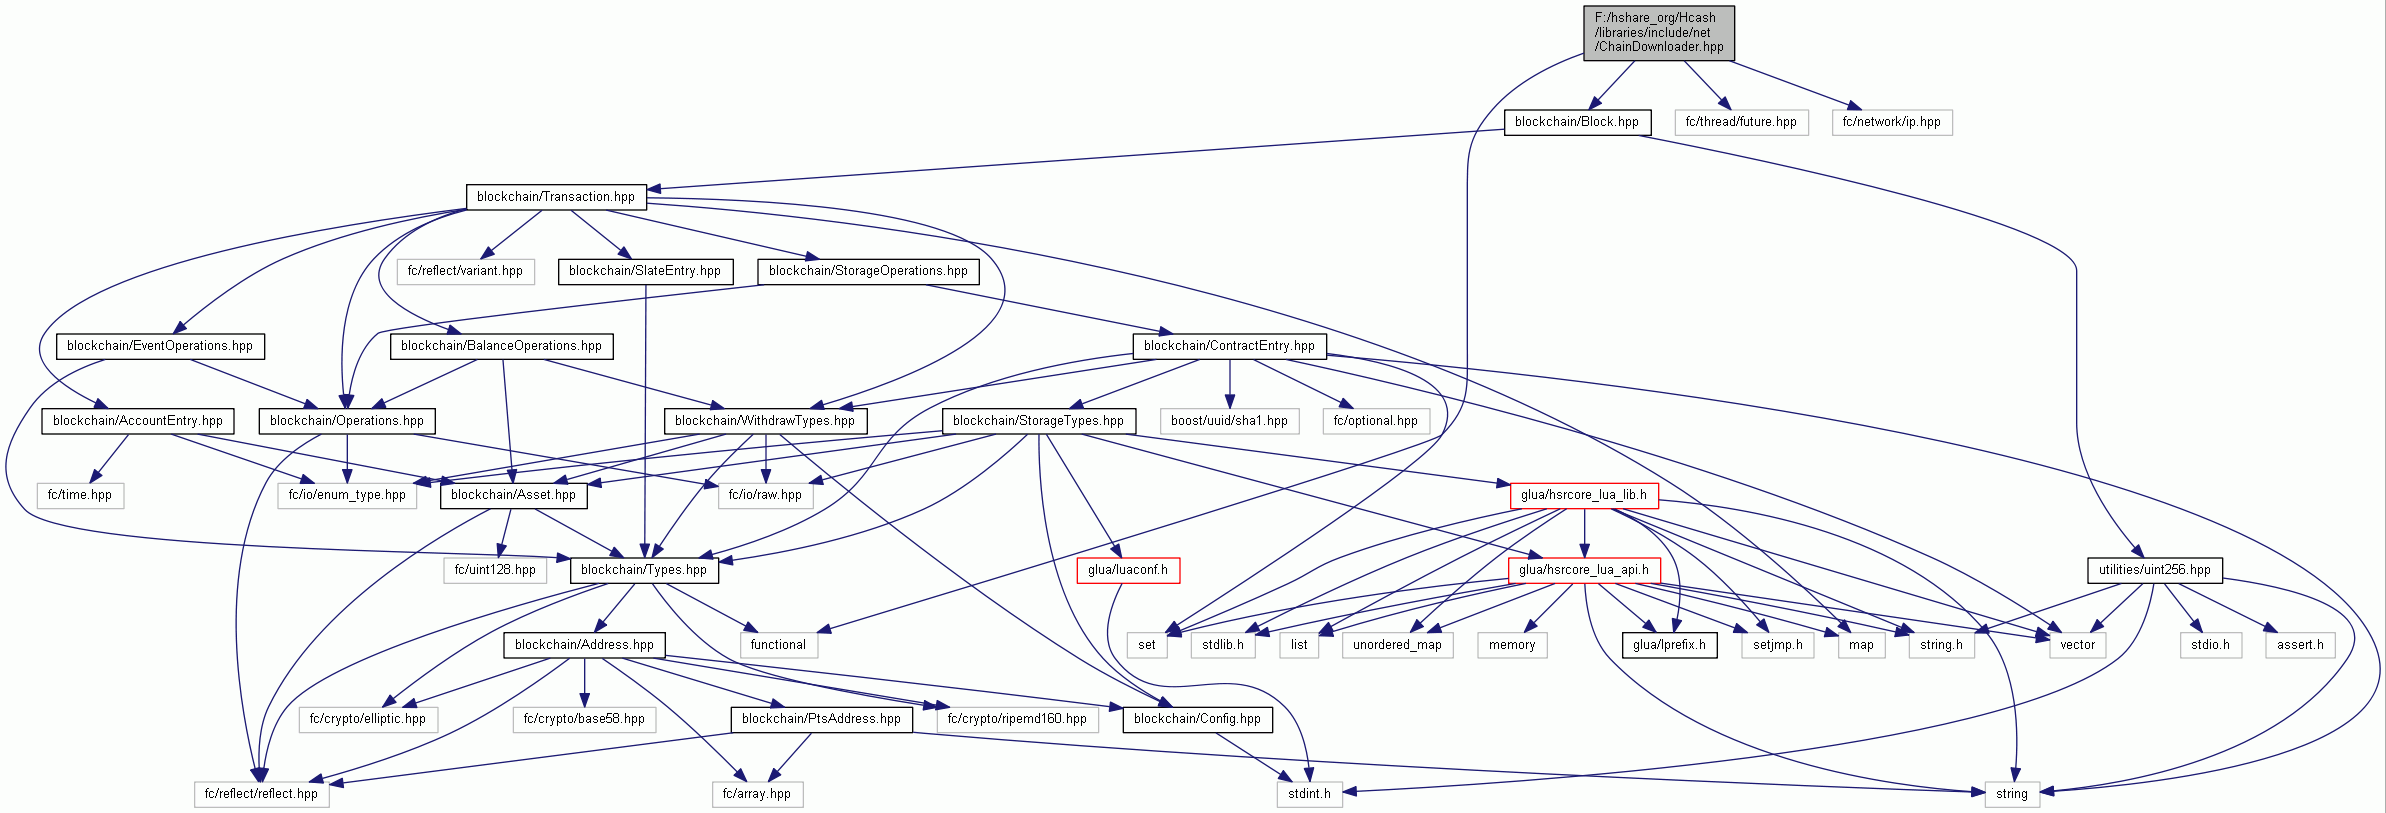 F:/hshare_org/Hcash
/libraries/include/net
/ChainDownloader.hpp
blockchain/Block.hpp
fc/thread/future.hpp
fc/network/ip.hpp
blockchain/Transaction.hpp
fc/reflect/variant.hpp
blockchain/SlateEntry.hpp
blockchain/StorageOperations.hpp
blockchain/EventOperations.hpp
blockchain/BalanceOperations.hpp
blockchain/ContractEntry.hpp
blockchain/AccountEntry.hpp
blockchain/Operations.hpp
blockchain/WithdrawTypes.hpp
blockchain/StorageTypes.hpp
boost/uuid/sha1.hpp
fc/optional.hpp
fc/time.hpp
fc/io/enum_type.hpp
blockchain/Asset.hpp
fc/io/raw.hpp
glua/hsrcore_lua_lib.h
fc/uint128.hpp
blockchain/Types.hpp
glua/luaconf.h
glua/hsrcore_lua_api.h
utilities/uint256.hpp
blockchain/Address.hpp
functional
set
stdlib.h
list
unordered_map
memory
glua/lprefix.h
setjmp.h
map
string.h
vector
stdio.h
assert.h
fc/crypto/elliptic.hpp
fc/crypto/base58.hpp
blockchain/PtsAddress.hpp
fc/crypto/ripemd160.hpp
blockchain/Config.hpp
fc/reflect/reflect.hpp
fc/array.hpp
stdint.h
string